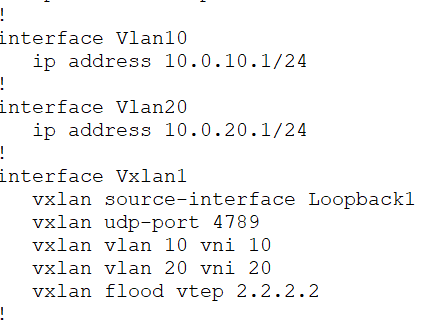 !
interface Vlan10
   ip address 10.0.10.1/24
!
interface Vlan20
   ip address 10.0.20.1/24
!
interface Vxlan1
   vxlan source-interface Loopback1
   vxlan udp-port 4789
   vxlan vlan 10 vni 10
   vxlan vlan 20 vni 20
   vxlan flood vtep 2.2.2.2
!